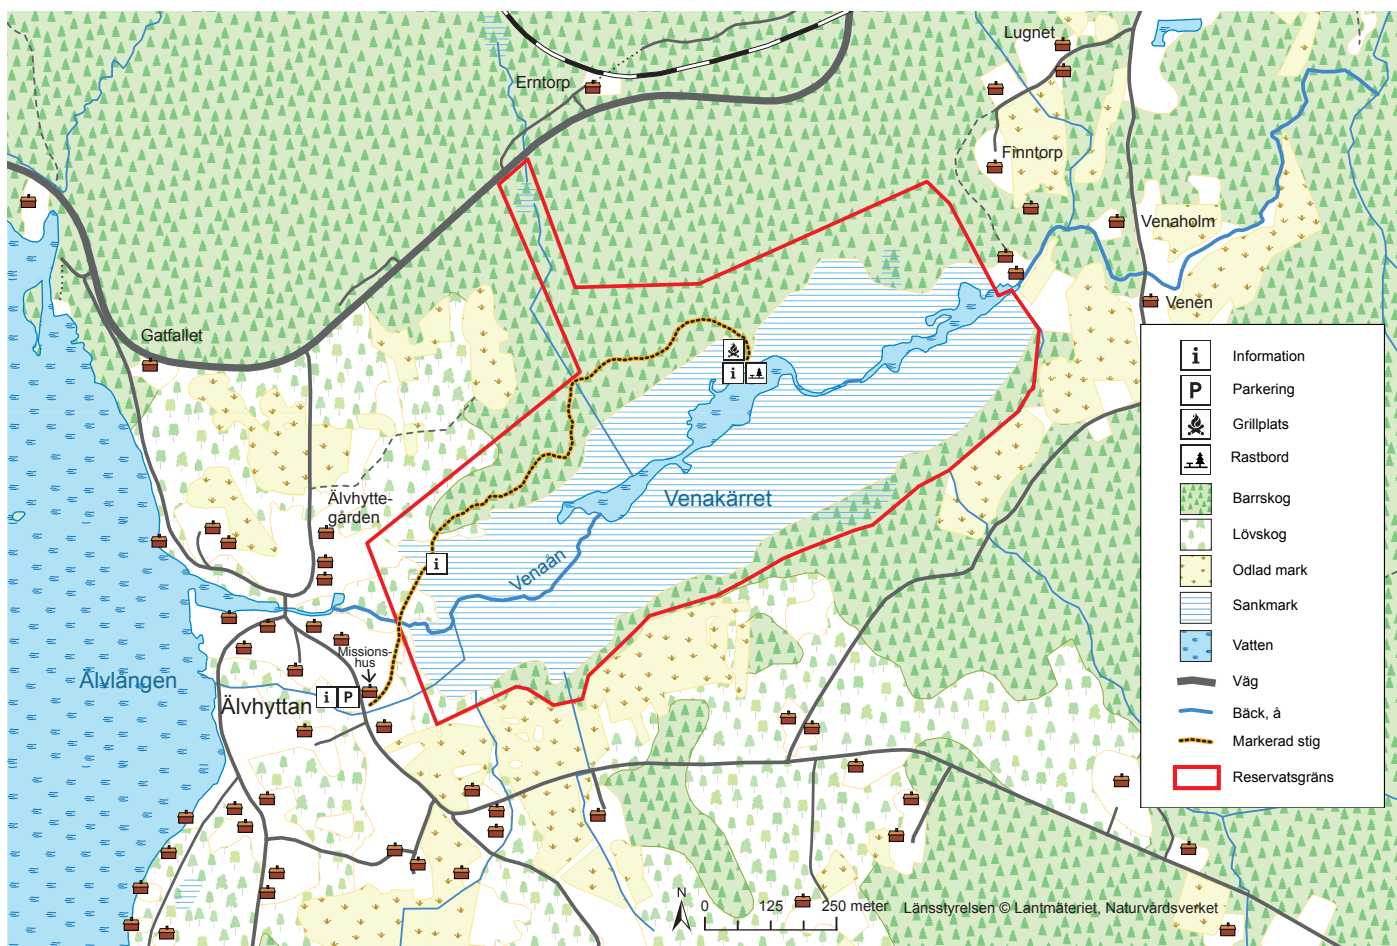 Lugnet
Erntorp
Finntorp
Venaholm
Venen
Gatfallet
Älvhytte-
gården
Venakärret
Venaån
Missions-
hus
Älvlången
Älvhyttan
i P
i
i
i Information
P Parkering
Grillplats
Rastbord
Barrskog
Lövskog
Odlad mark
Sankmark
Vatten
Väg
Bäck, å
Markerad stig
Reservatsgräns
N
0 125 250 meter
Länsstyrelsen © Lantmäteriet, Naturvårdsverket